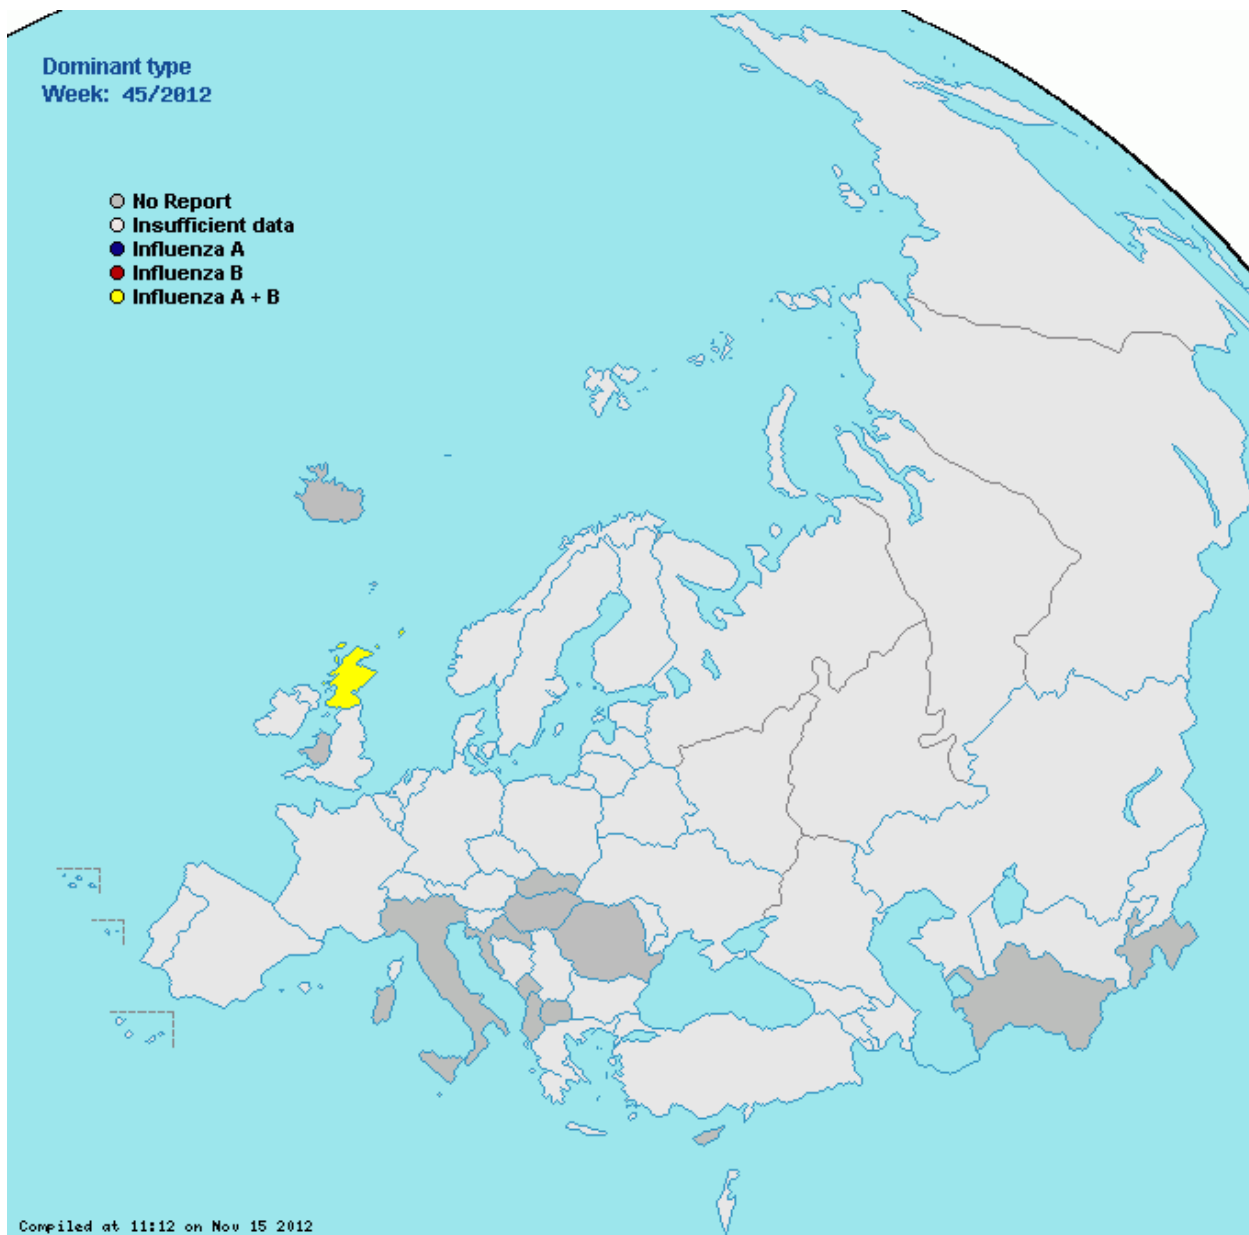 Dominant type
Week: 45/2012
No Report
Insufficient data
Influenza A
Influenza B
Influenza A + B
Compiled at 11:12 on Nov 15 2012